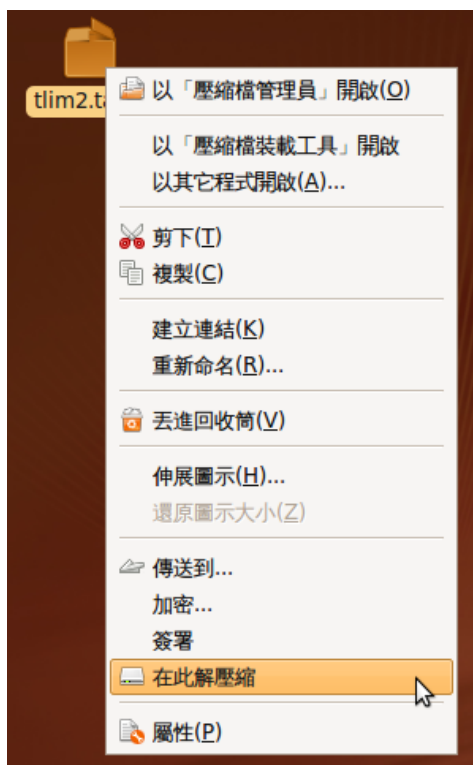 tlim2.ta
以「壓縮檔管理員」開啟(O)
以「壓縮檔裝載工具」開啟
以其它程式開啟(A)...
剪下(T)
複製(C)
建立連結(K)
重新命名(R)...
丟進回收筒(V)
伸展圖示(H)...
還原圖示大小(Z)
傳送到...
加密...
簽署
在此解壓縮
屬性(P)